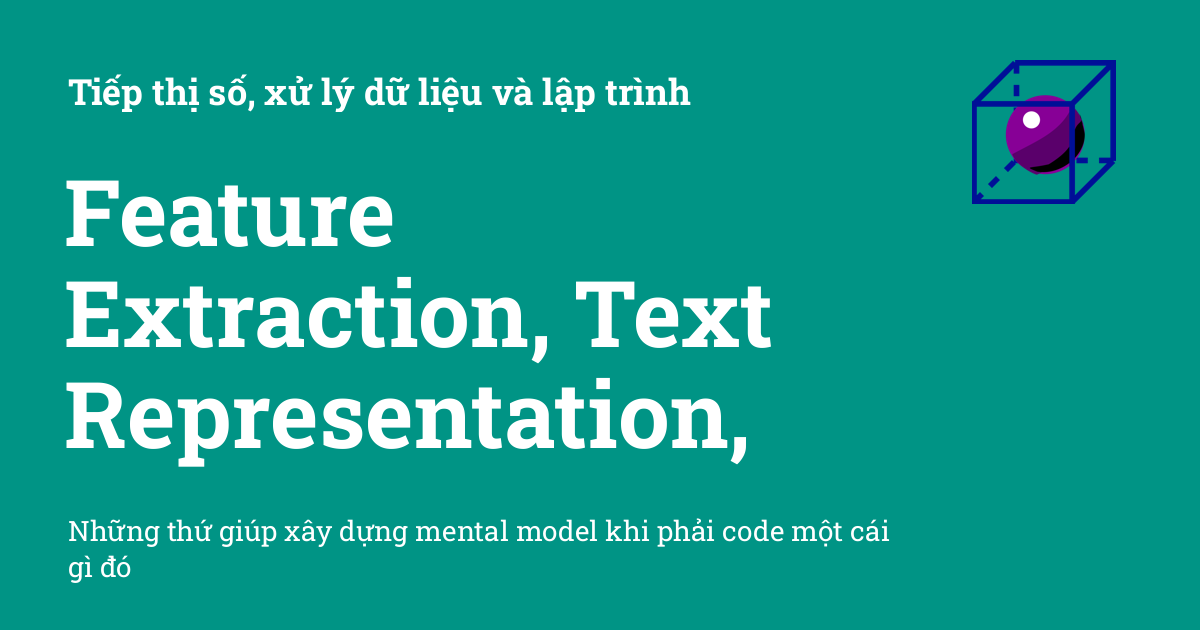 Tiếp thị số, xử lý dữ liệu và lập trình
Feature
Extraction, Text
Representation,
Những thứ giúp xây dựng mental model khi phải code một cái
gì đó